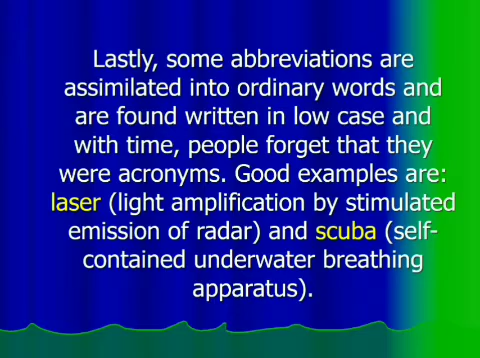 Lastly, some abbreviations are
assimilated into ordinary words and
are found written in low case and
with time, people forget that they
were acronyms. Good examples are:
laser (light amplification by stimulated
emission of radar) and scuba (self-
contained underwater breathing
apparatus).